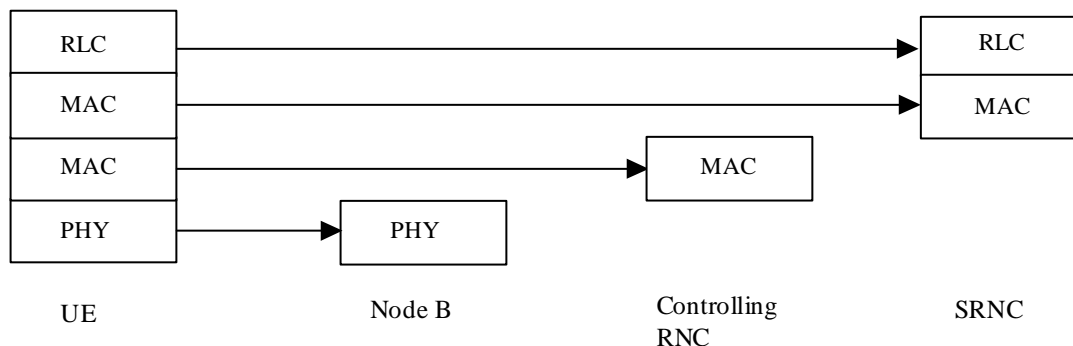 RLC
RLC
MAC
MAC
MAC
MAC
PHY
PHY
UE
Node B
Controlling
RNC
SRNC